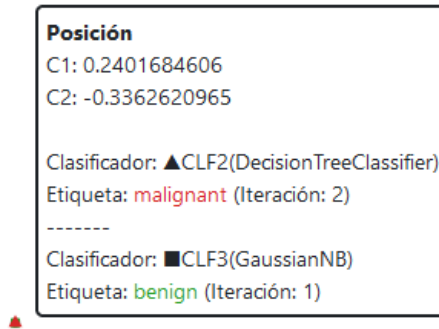 Posición
C1: 0.2401684606
C2: -0.3362620965
Clasificador: ▲CLF2(DecisionTreeClassifier)
Etiqueta: malignant (Iteración: 2)
-------
Clasificador: ■CLF3(GaussianNB)
Etiqueta: benign (Iteración: 1)